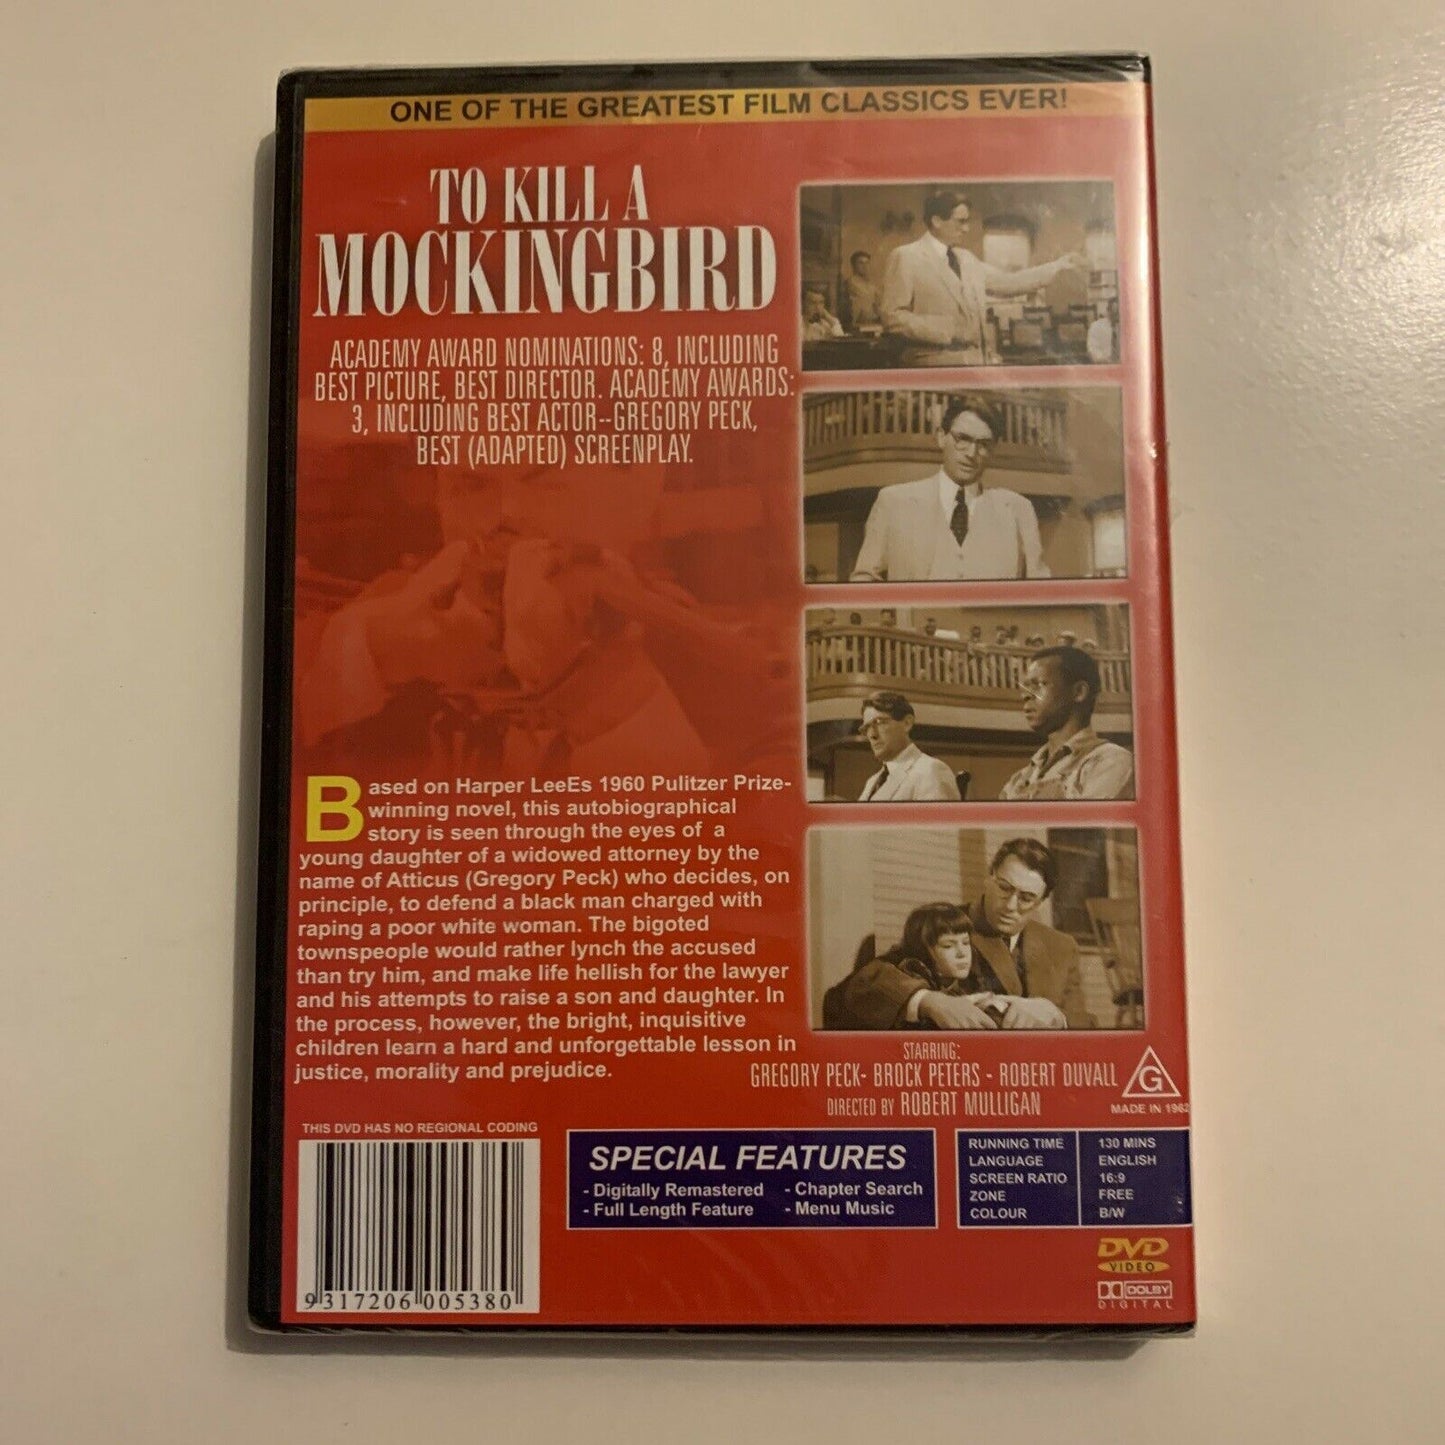 ONE OF THE GREATEST FILM CLASSICS EVER!
TO KILL A
MOCKINGBIRD
ACADEMY AWARD NOMINATIONS: 8, INCLUDING
BEST PICTURE, BEST DIRECTOR. ACADEMY AWARDS:
3, INCLUDING BEST ACTOR--GREGORY PECK,
BEST (ADAPTED) SCREENPLAY.
Based on Harper LeeEs 1960 Pulitzer Prize-
winning novel, this autobiographical
story is seen through the eyes of a
young daughter of a widowed attorney by the
name of Atticus (Gregory Peck) who decides, on
principle, to defend a black man charged with
raping a poor white woman. The bigoted
townspeople would rather lynch the accused
than try him, and make life hellish for the lawyer
and his attempts to raise a son and daughter. In
the process, however, the bright, inquisitive
children learn a hard and unforgettable lesson in
justice, morality and prejudice.
STARRING:
GREGORY PECK- BROCK PETERS - ROBERT DUVALL
DIRECTED BY ROBERT MULLIGAN
G
MADE IN 1962
THIS DVD HAS NO REGIONAL CODING
9 317206 005380
SPECIAL FEATURES
- Digitally Remastered - Chapter Search
- Full Length Feature - Menu Music
RUNNING TIME 130 MINS
LANGUAGE ENGLISH
SCREEN RATIO 16:9
ZONE FREE
COLOUR B/W
DVD
VIDEO
DOLBY
DIGITAL